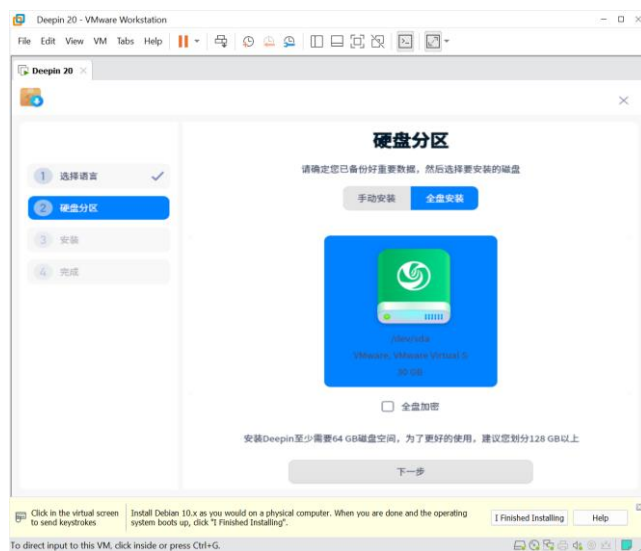 Deepin 20 - VMware Workstation
File Edit View VM Tabs Help
Deepin 20
硬盘分区
请确定您已备份好重要数据，然后选择要安装的磁盘
1 选择语言
手动安装 全盘安装
2 硬盘分区
3 安装
4 完成
/dev/sda
VMware, VMware Virtual S
30 GB
全盘加密
安装Deepin至少需要64 GB磁盘空间，为了更好的使用，建议您划分128 GB以上
下一步
Click in the virtual screen to send keystrokes
Install Debian 10.x as you would on a physical computer. When you are done and the operating
system boots up, click "I Finished Installing".
I Finished Installing Help
To direct input to this VM, click inside or press Ctrl+G.